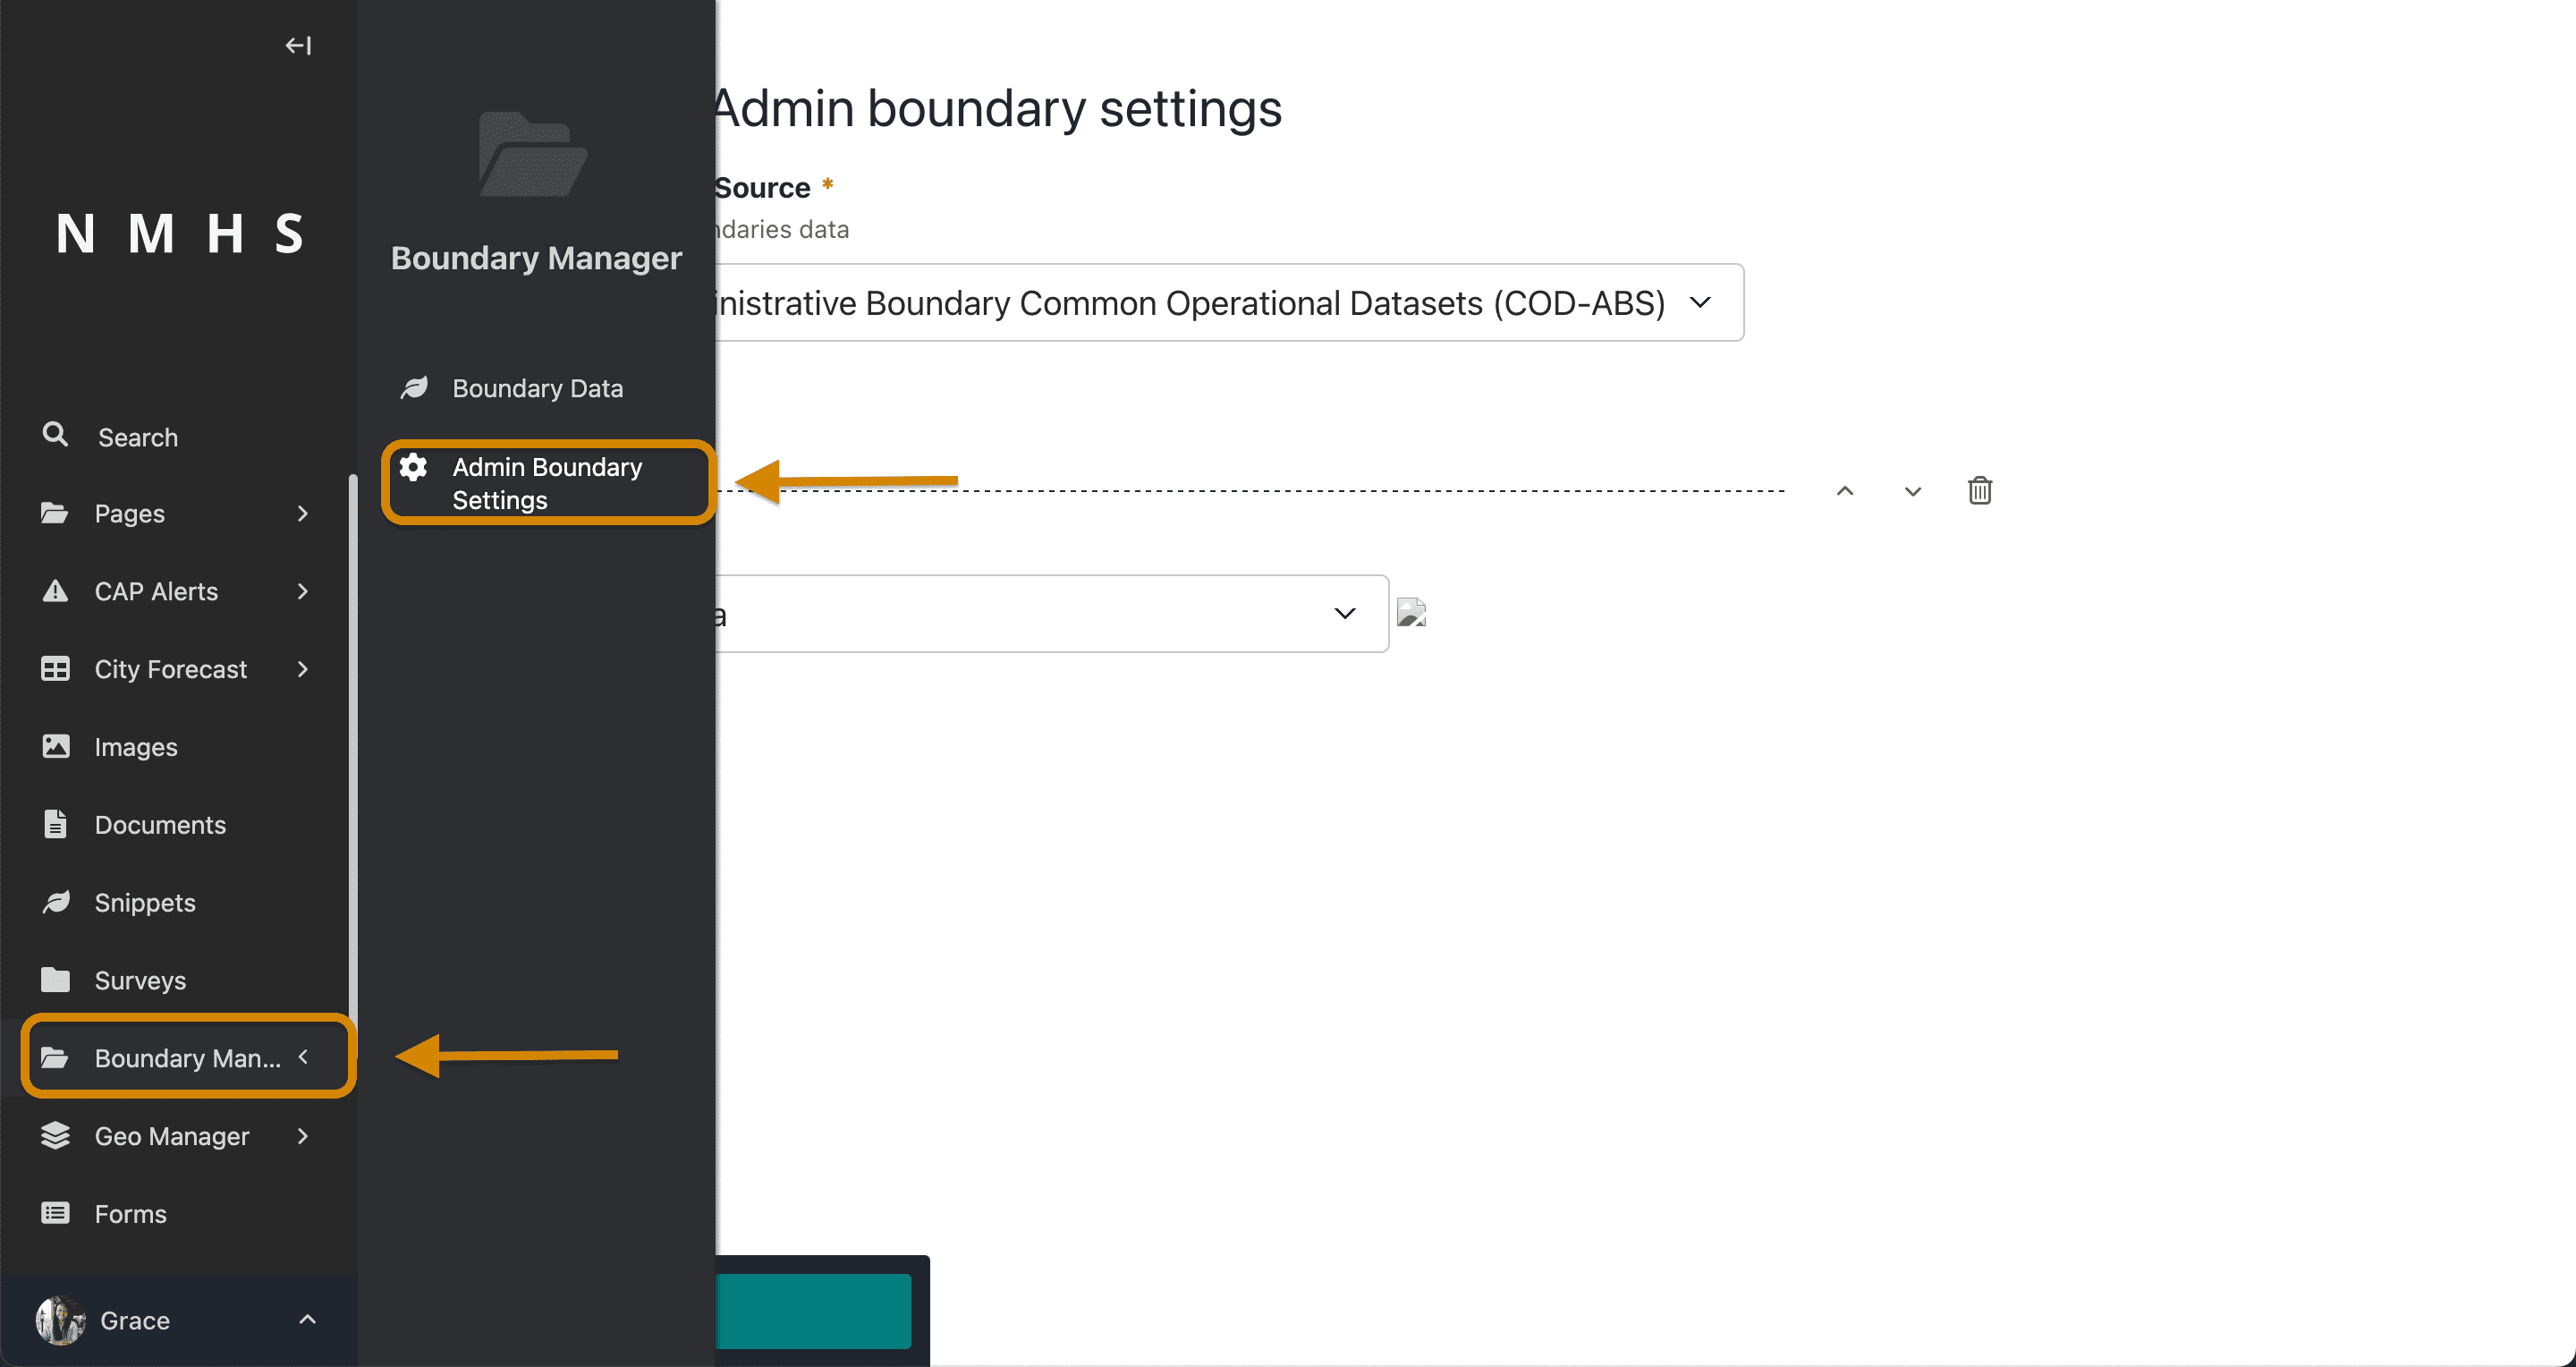 N M H S
Search
Pages
CAP Alerts
City Forecast
Images
Documents
Snippets
Surveys
Boundary Man...
Geo Manager
Forms
Grace
Boundary Manager
Boundary Data
Admin Boundary
Settings
Admin boundary settings
Source *
ndaries data
inistrative Boundary Common Operational Datasets (COD-ABS)
a